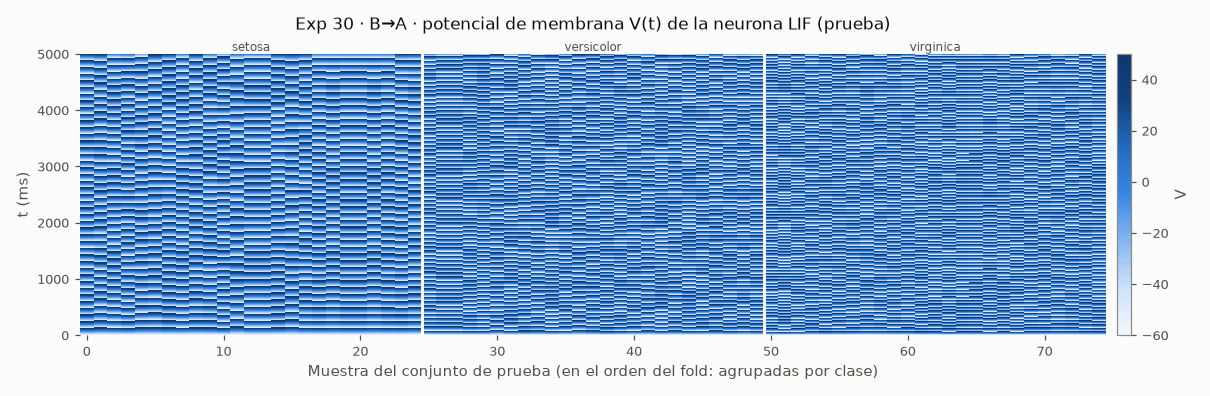 Exp 30 · B→A · potencial de membrana V(t) de la neurona LIF (prueba)
setosa
versicolor
virginica
5000
4000
3000
2000
1000
0
t (ms)
0
10
20
30
40
50
60
70
Muestra del conjunto de prueba (en el orden del fold: agrupadas por clase)
40
20
0
−20
−40
−60
V